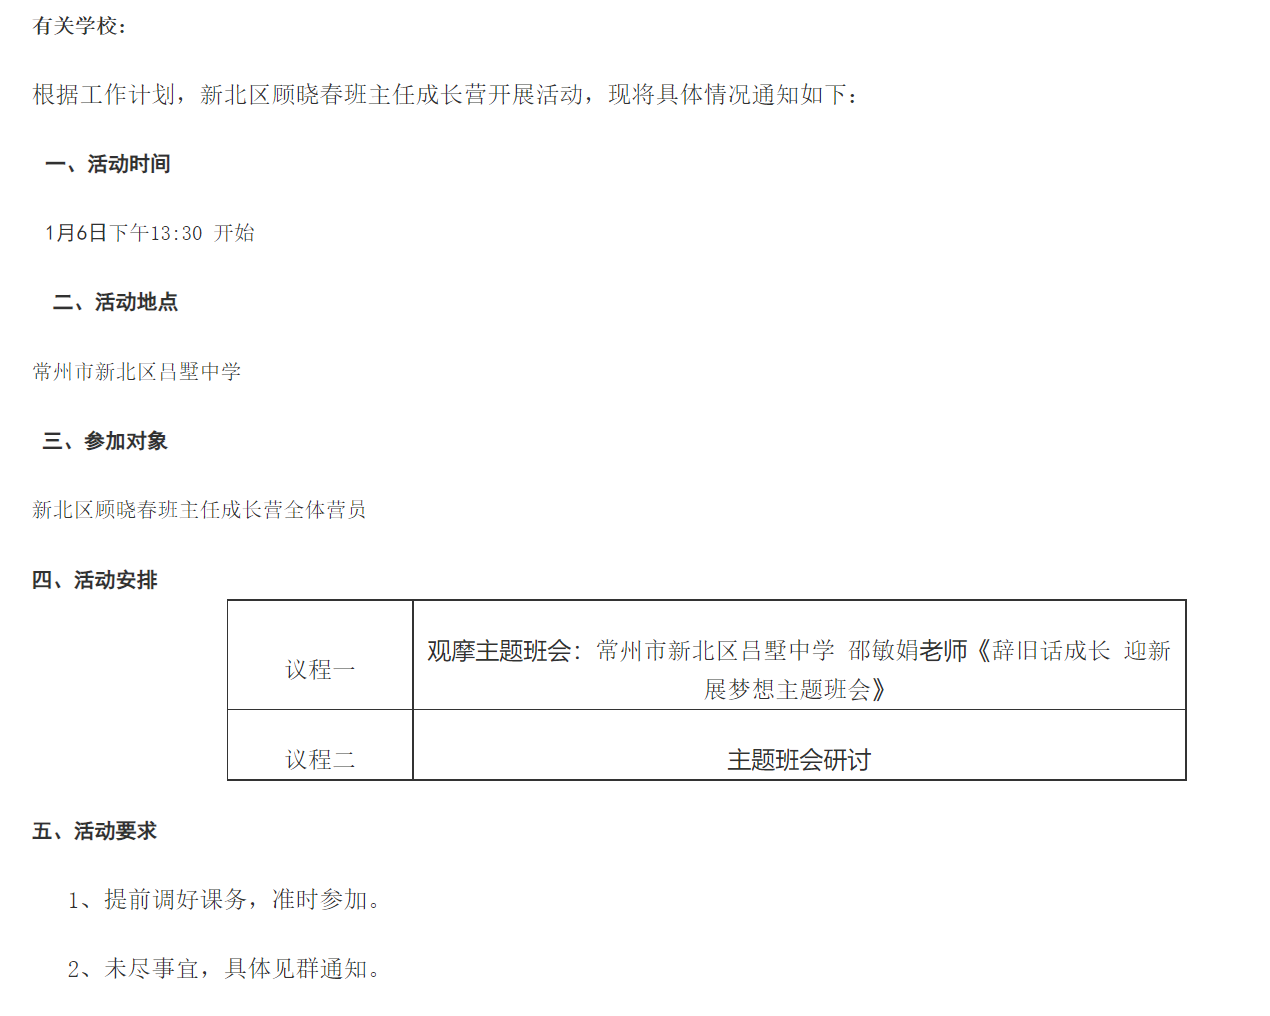 有关学校：
根据工作计划，新北区顾晓春班主任成长营开展活动，现将具体情况通知如下：
一、活动时间
1月6日下午13:30 开始
二、活动地点
常州市新北区吕墅中学
三、参加对象
新北区顾晓春班主任成长营全体营员
四、活动安排
议程一
观摩主题班会：常州市新北区吕墅中学 邵敏娟老师《辞旧话成长 迎新
展梦想主题班会》
议程二
主题班会研讨
五、活动要求
1、提前调好课务，准时参加。
2、未尽事宜，具体见群通知。